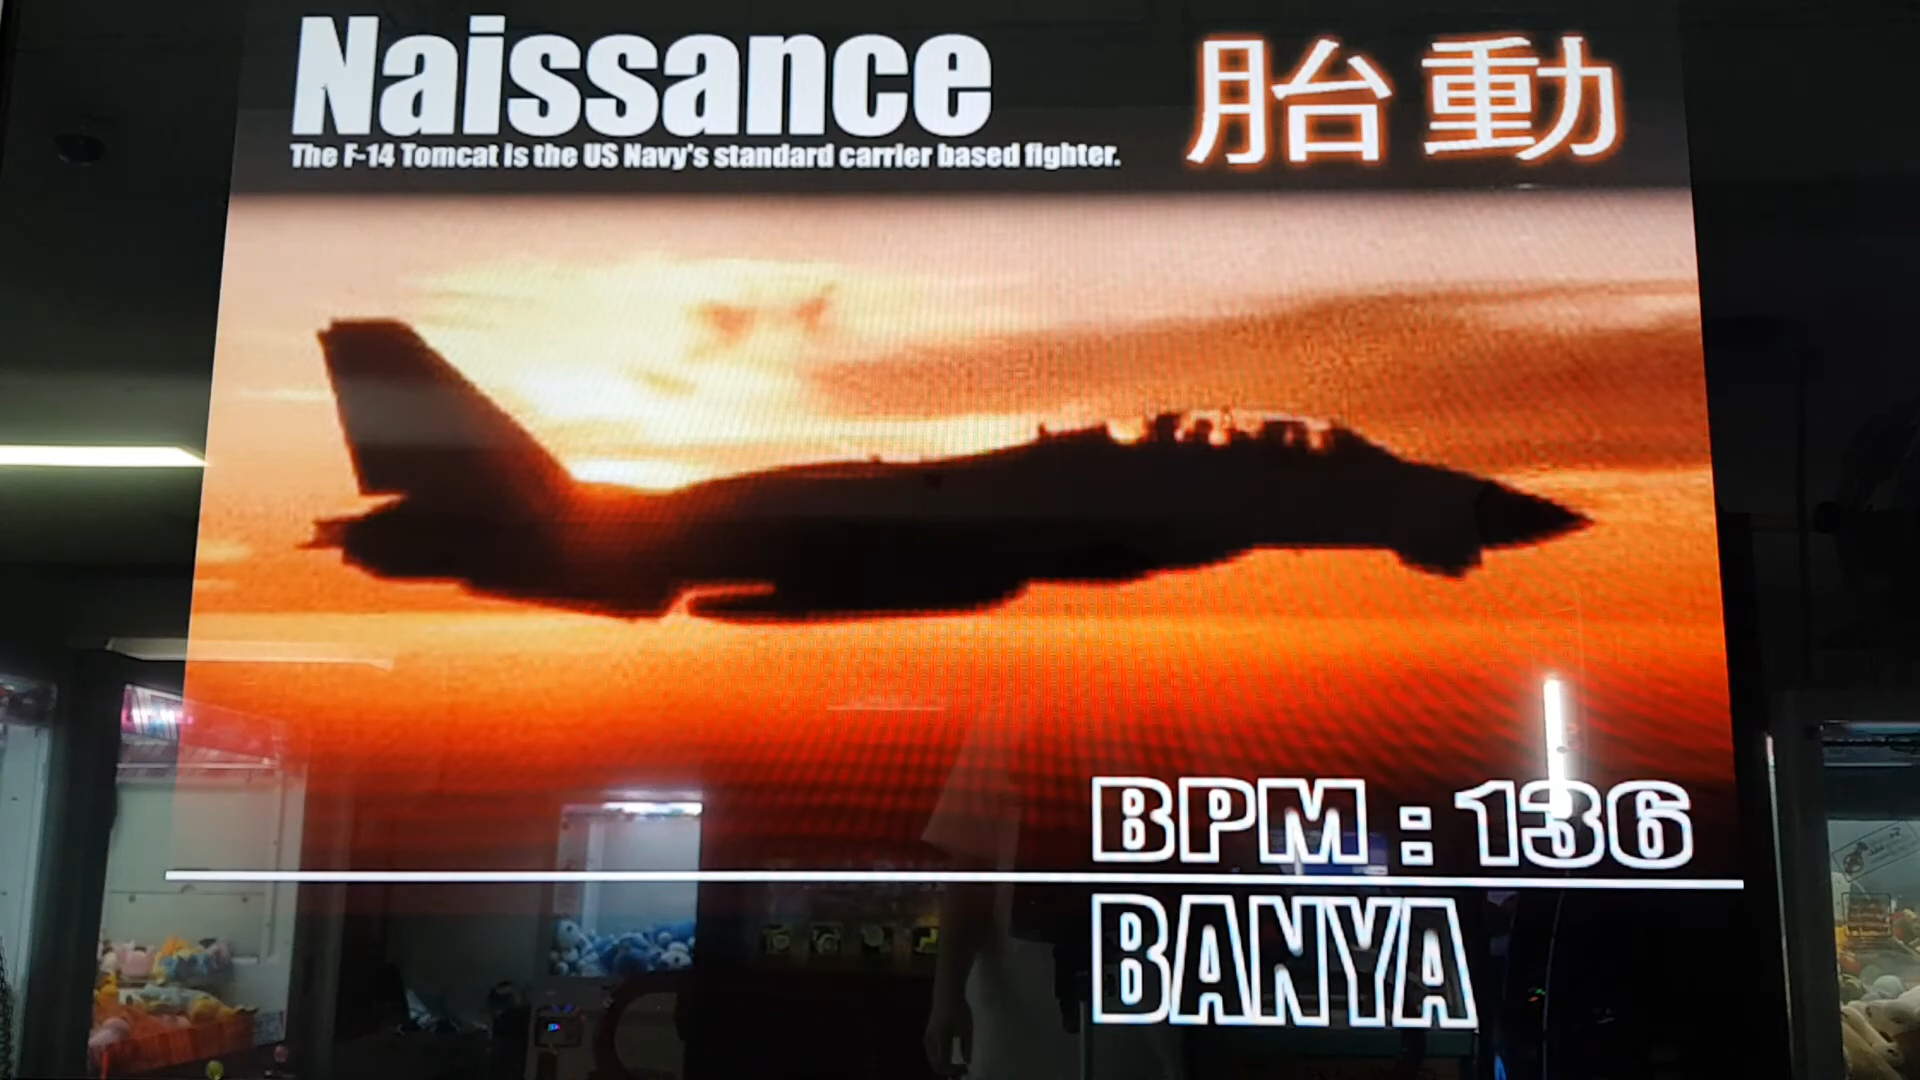 Naissance
胎動
The F-14 Tomcat is the US Navy's standard carrier based fighter.
BPM : 136
BANYA